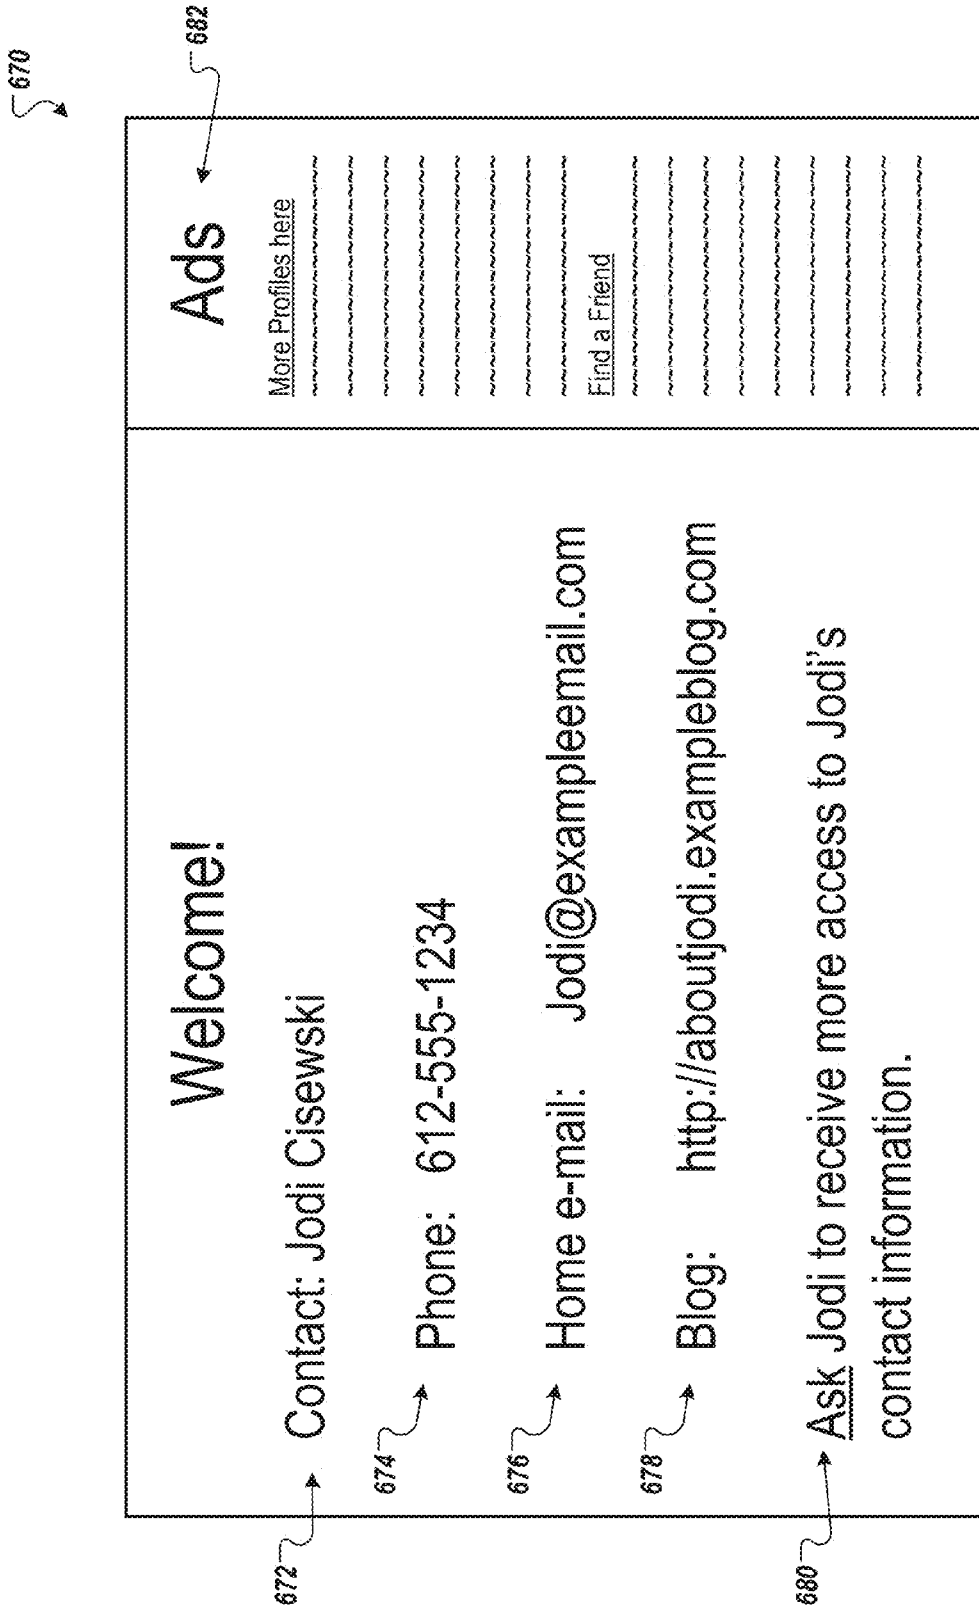 670
682
Welcome!
672
Contact: Jodi Cisewski
674
Phone: 612-555-1234
676
Home e-mail: Jodi@exampleemail.com
678
Blog: http://aboutjodi.exampleblog.com
680
Ask Jodi to receive more access to Jodi's
contact information.
Ads
More Profiles here
Find a Friend